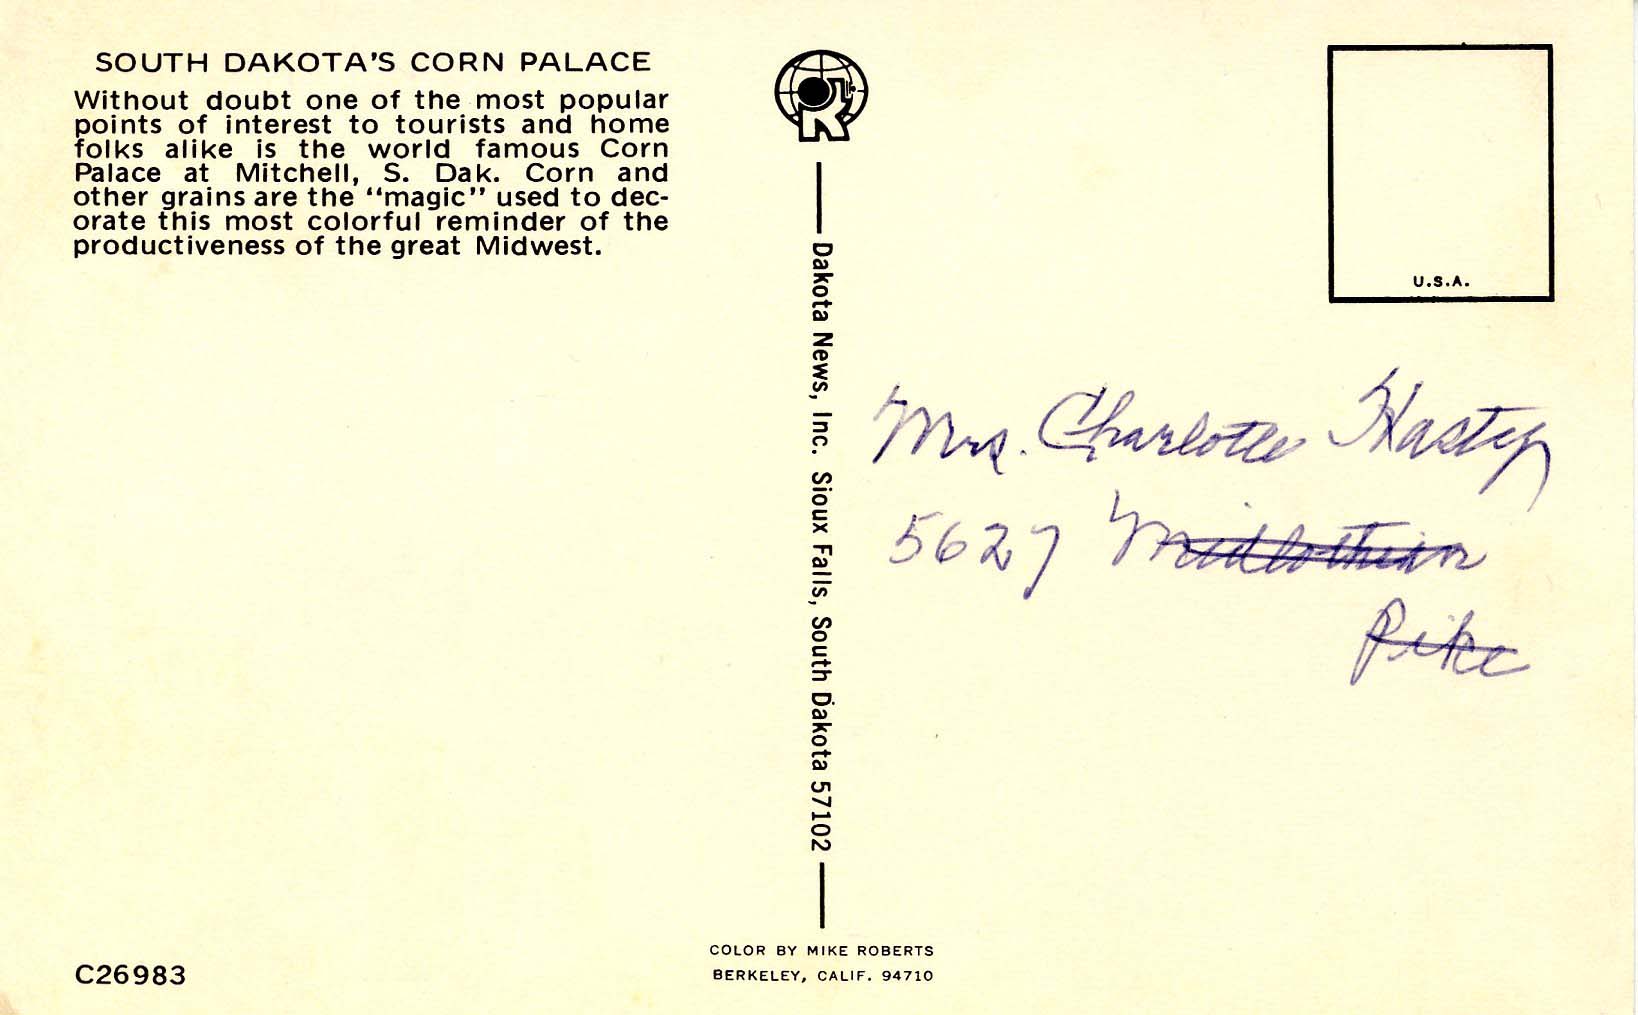 SOUTH DAKOTA'S CORN PALACE
Without doubt one of the most popular
points of interest to tourists and home
folks alike is the world famous Corn
Palace at Mitchell, S. Dak. Corn and
other grains are the "magic" used to dec-
orate this most colorful reminder of the
productiveness of the great Midwest.
C26983
Dakota News, Inc. Sioux Falls, South Dakota 57102
COLOR BY MIKE ROBERTS
BERKELEY, CALIF. 94710
U.S.A.
Mrs. Charlotte Hasty
5627 Midlothian
Pike